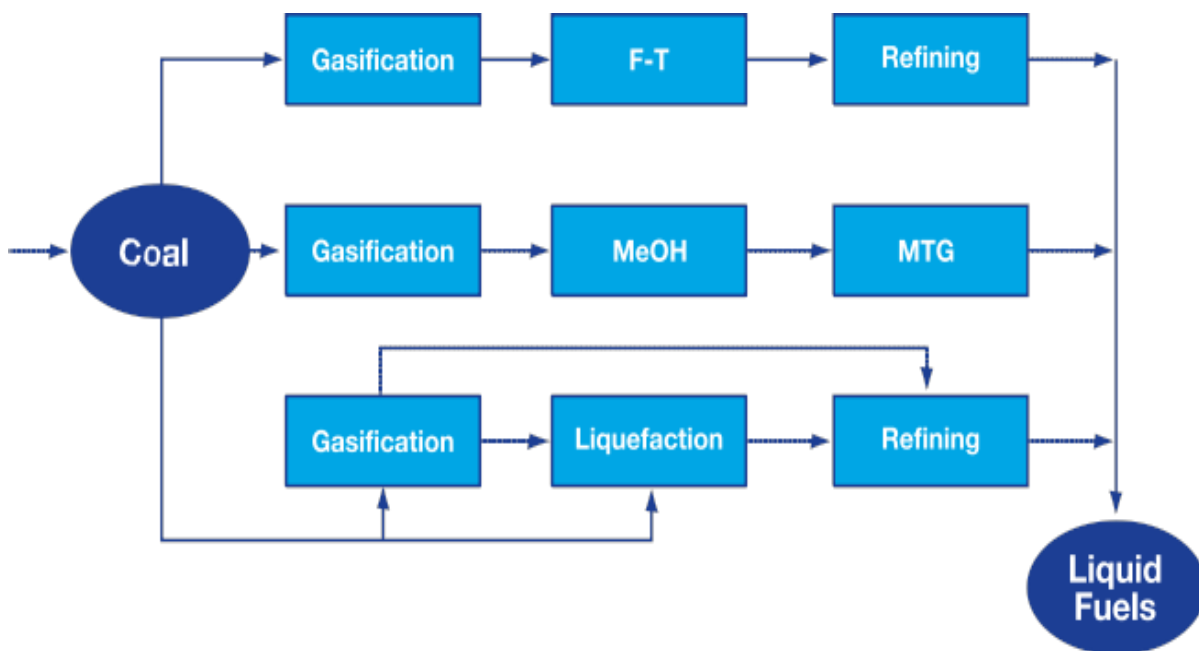 Gasification
F-T
Refining
Coal
Gasification
MeOH
MTG
Gasification
Liquefaction
Refining
Liquid
Fuels